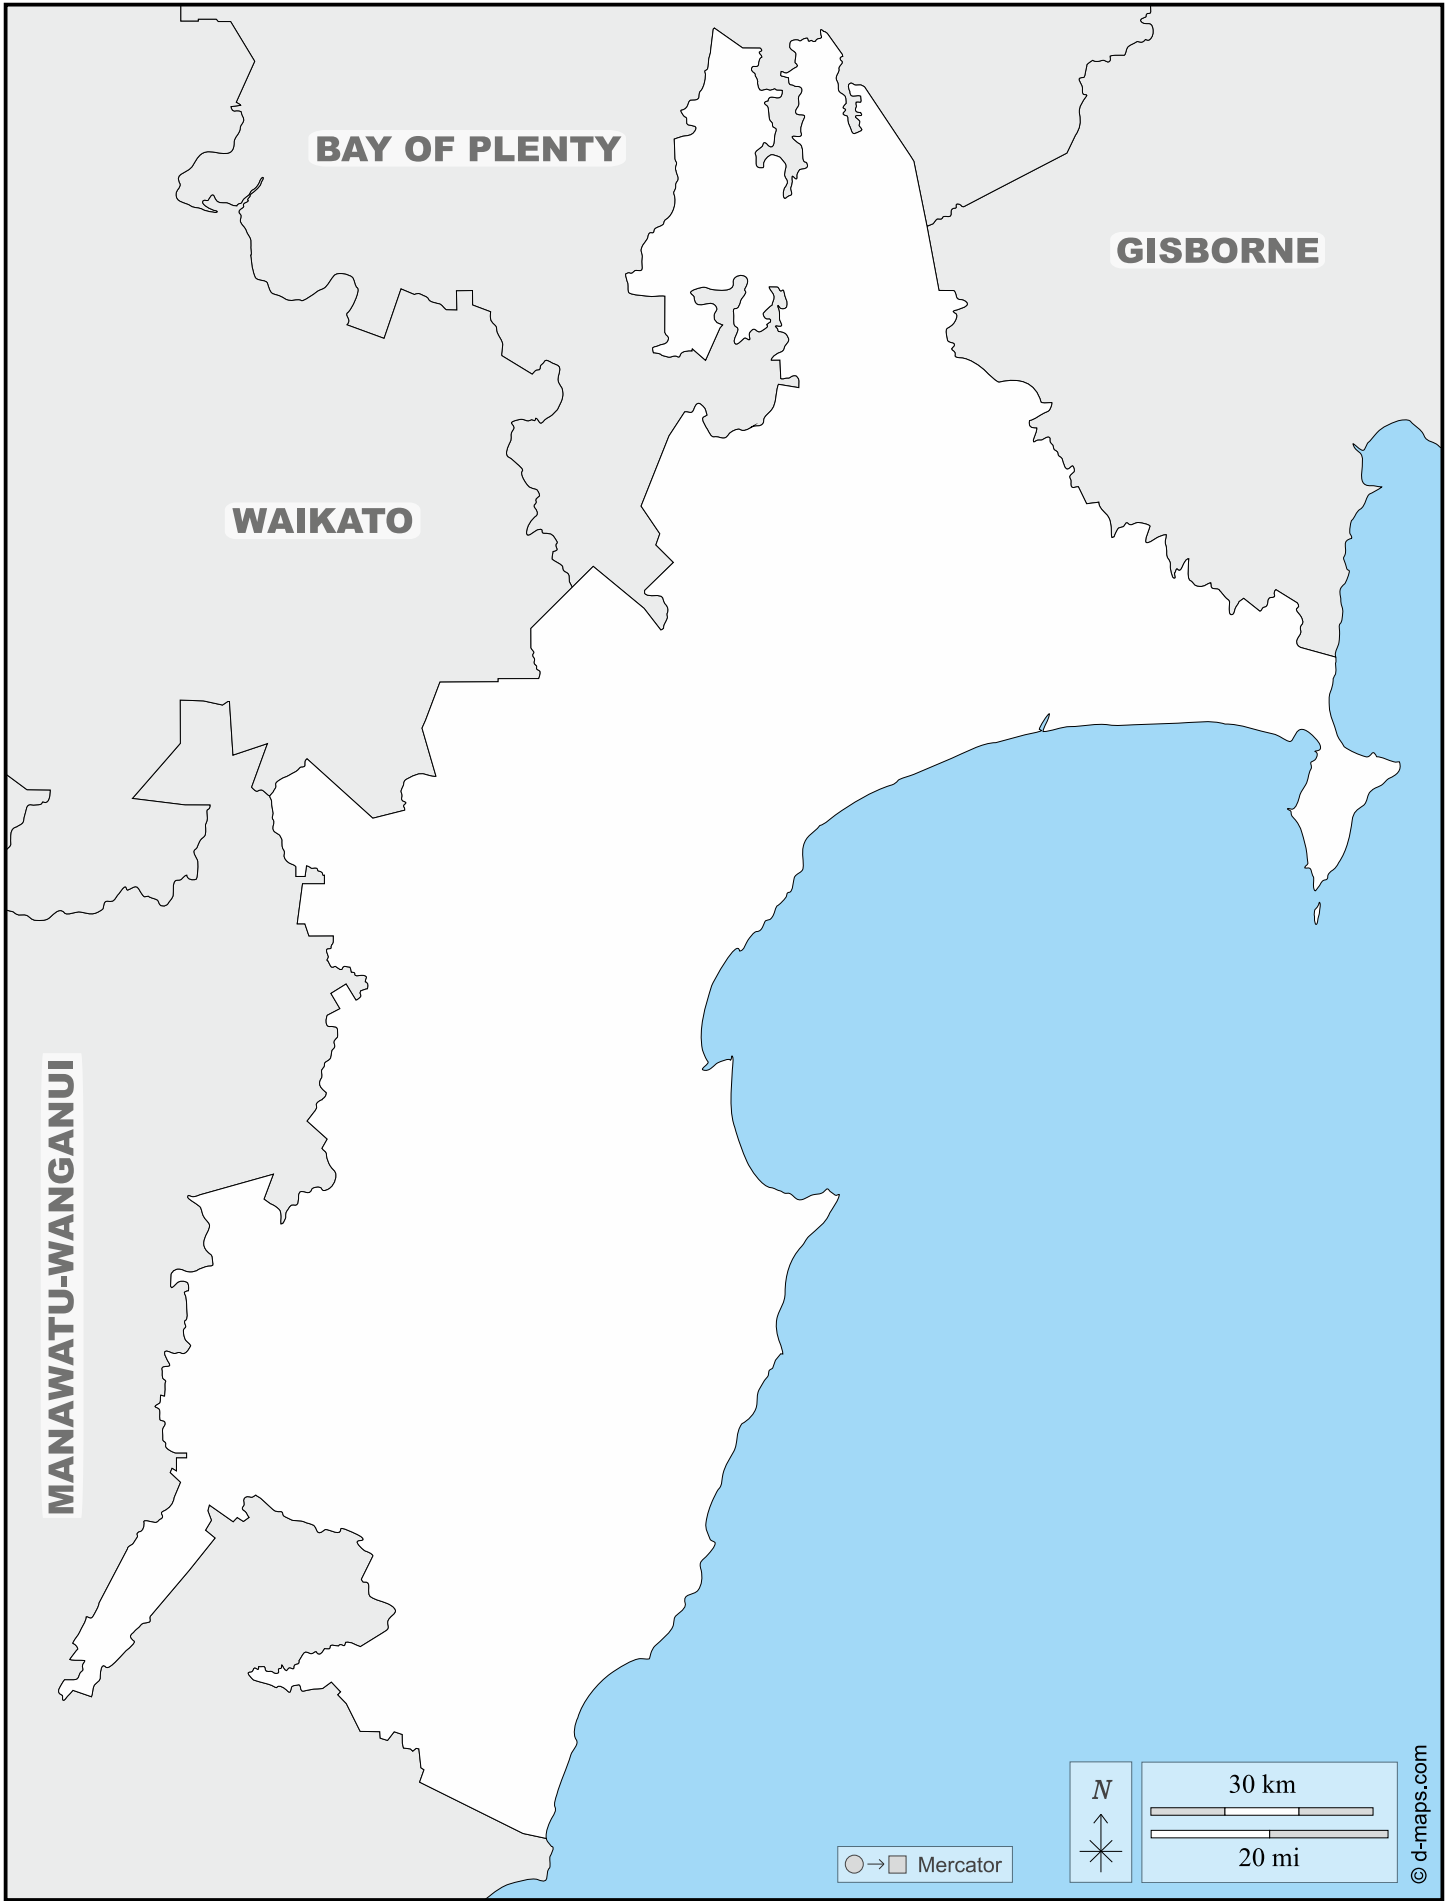 BAY OF PLENTY
GISBORNE
WAIKATO
MANAWATU-WANGANUI
N
30 km
20 mi
Mercator
© d-maps.com